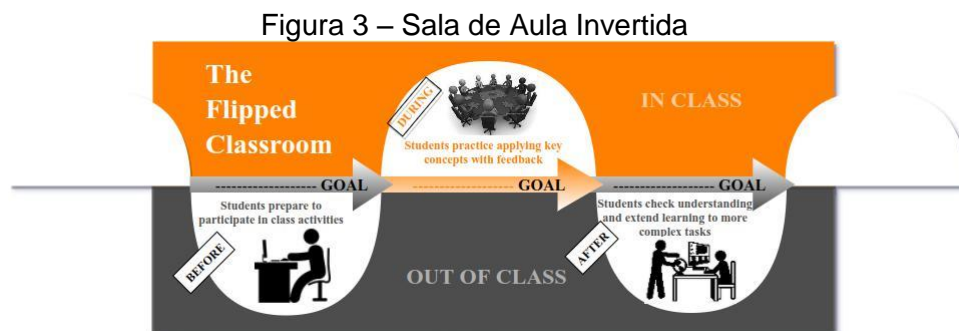 Figura 3 – Sala de Aula Invertida
The
Flipped
Classroom
DURING
IN CLASS
Students practice applying key
concepts with feedback
------------------- GOAL
------------------- GOAL
------------------- GOAL
Students prepare to
participate in class activities
BEFORE
OUT OF CLASS
Students check understanding
and extend learning to more
complex tasks
AFTER